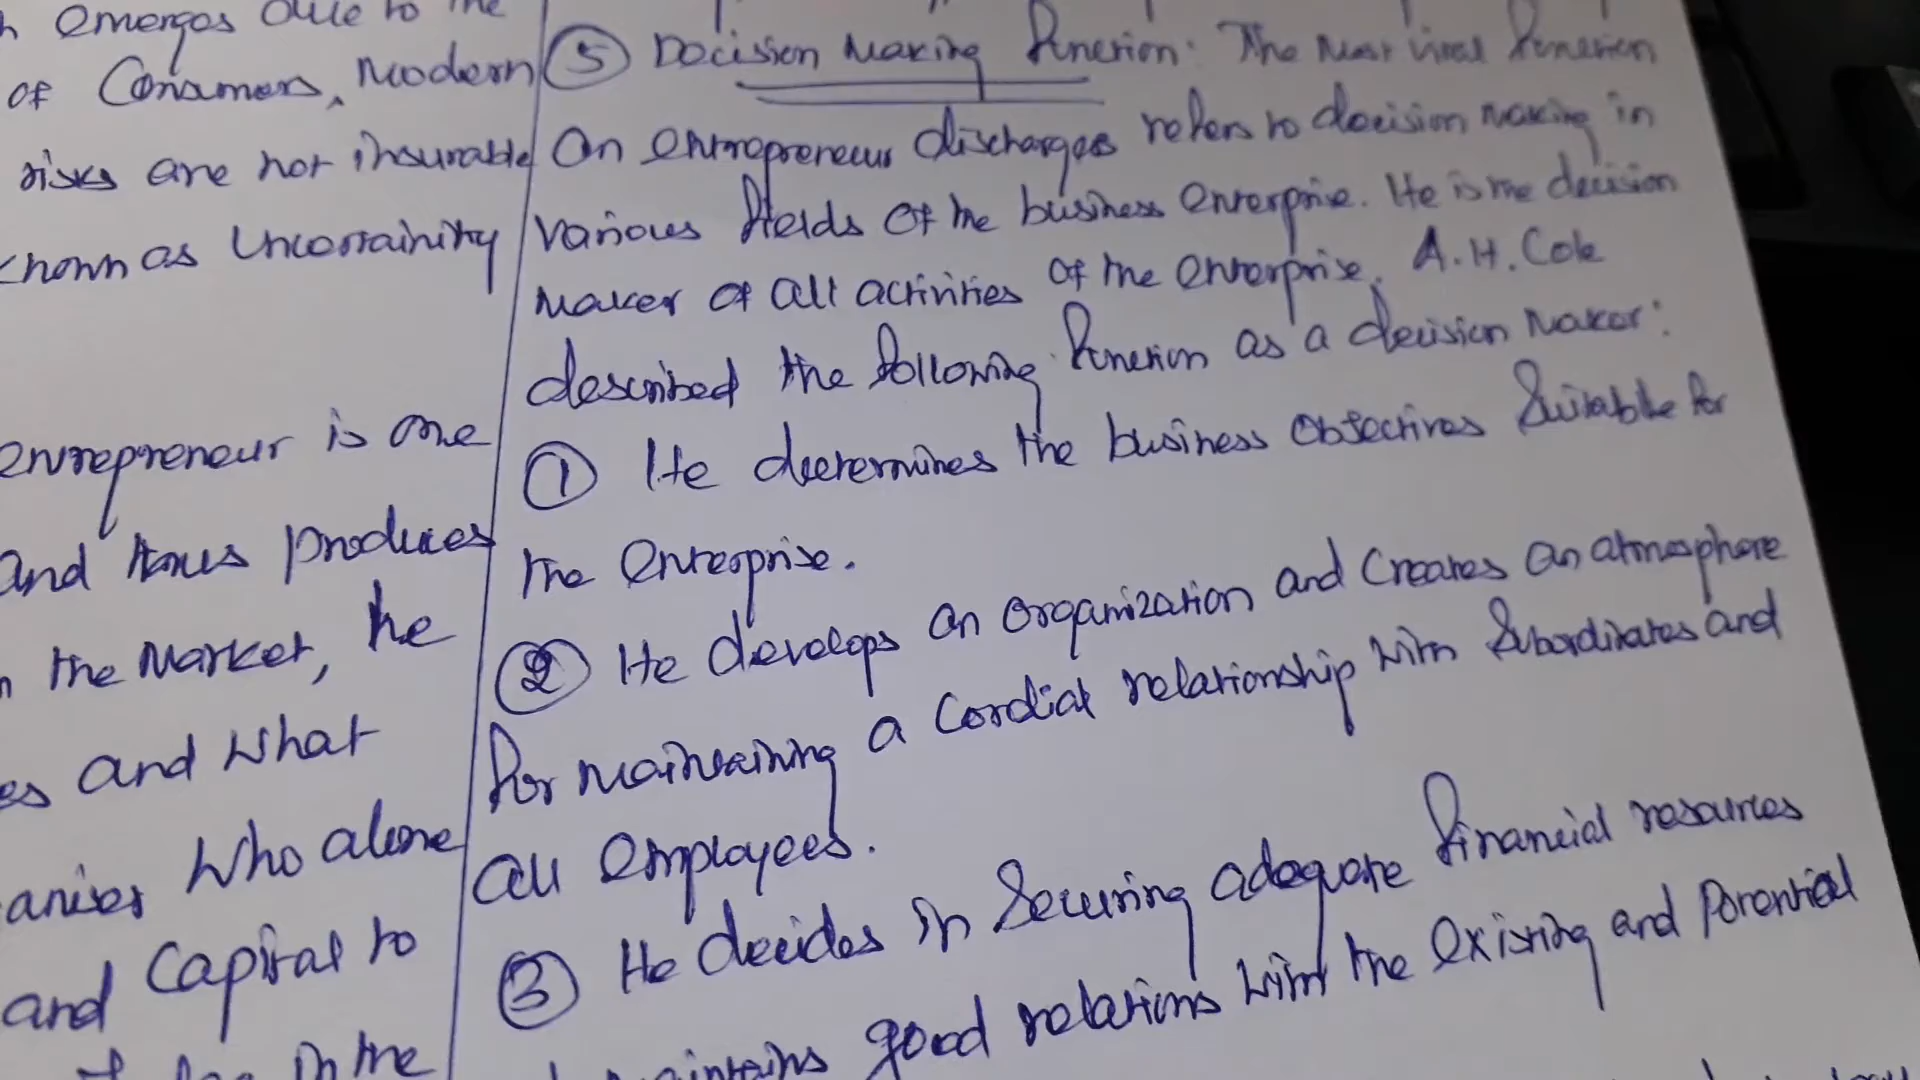 emerges due to the
of Consumers, Modern
risks are not insurable
known as Uncertainity
entrepreneur is one
and thus produces
the Market, he
and what
who alone
and Capital to
in the
⑤ Decision Making Function: The Most vital Function
an entrepreneur discharges refers to decision making in
various fields of the business enterprise. He is the decision
maker of all activities of the enterprise. A.H. Cole
described the following function as a decision maker:
① He determines the business objectives suitable for
the enterprise.
② He develops an organization and creates an atmosphere
for maintaining a cordial relationship with subordinates and
all employees.
③ He decides in securing adequate financial resources
good relations with the existing and potential